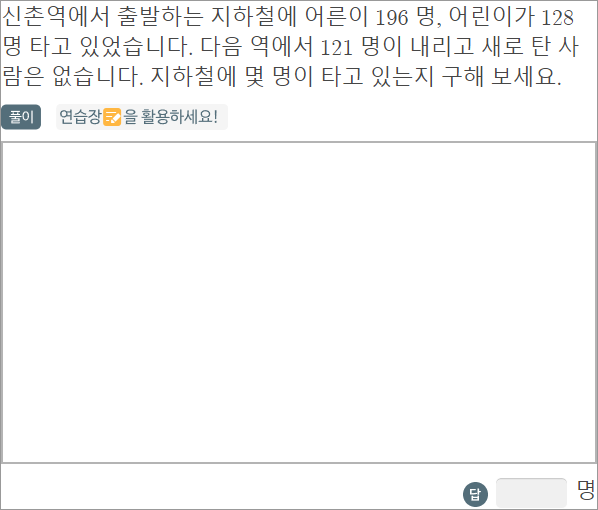 신촌역에서 출발하는 지하철에 어른이 196 명, 어린이가 128
명 타고 있었습니다. 다음 역에서 121 명이 내리고 새로 탄 사
람은 없습니다. 지하철에 몇 명이 타고 있는지 구해 보세요.
풀이 연습장을 활용하세요!
답 명